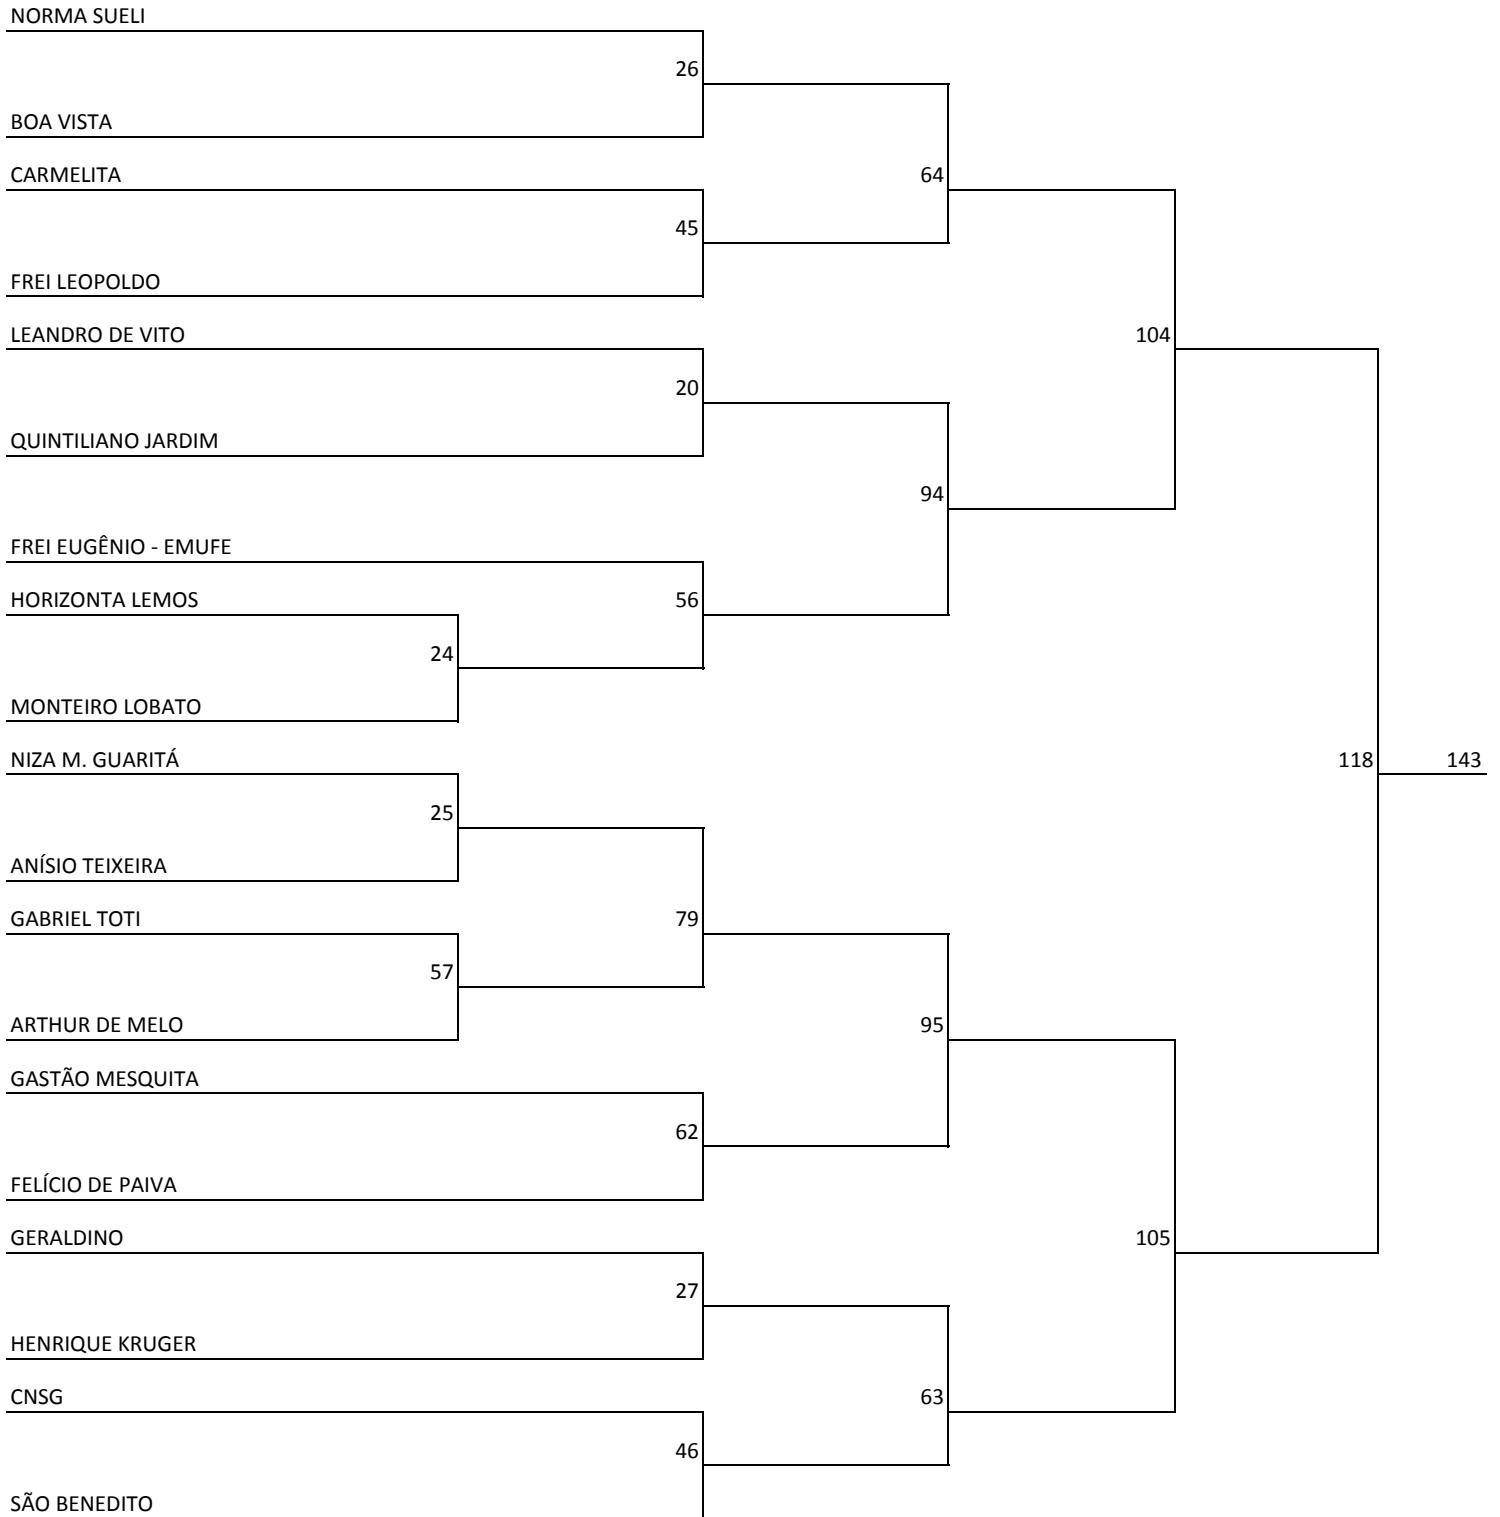 NORMA SUELI
26
BOA VISTA
CARMELITA
64
45
FREI LEOPOLDO
LEANDRO DE VITO
104
20
QUINTILIANO JARDIM
94
FREI EUGÊNIO - EMUFE
HORIZONTA LEMOS
56
24
MONTEIRO LOBATO
NIZA M. GUARITÁ
118
143
25
ANÍSIO TEIXEIRA
GABRIEL TOTI
79
57
ARTHUR DE MELO
95
GASTÃO MESQUITA
62
FELÍCIO DE PAIVA
GERALDINO
105
27
HENRIQUE KRUGER
CNSG
63
46
SÃO BENEDITO